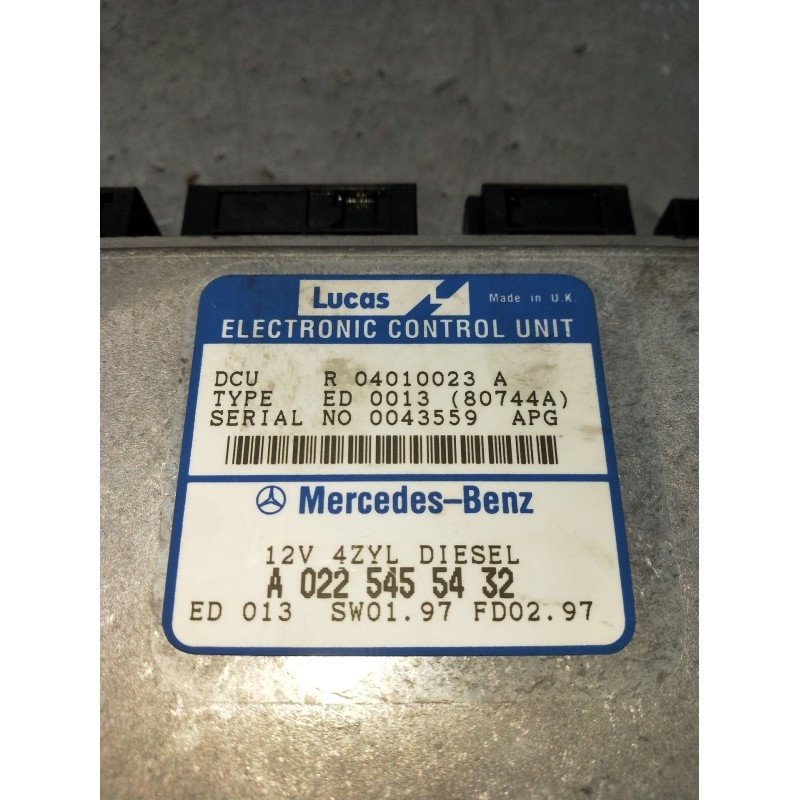 Lucas Made in U.K.
ELECTRONIC CONTROL UNIT
DCU R 04010023 A
TYPE ED 0013 (80744A)
SERIAL NO 0043559 APG
Mercedes-Benz
12V 4ZYL DIESEL
A 022 545 54 32
ED 013 SW01.97 FD02.97